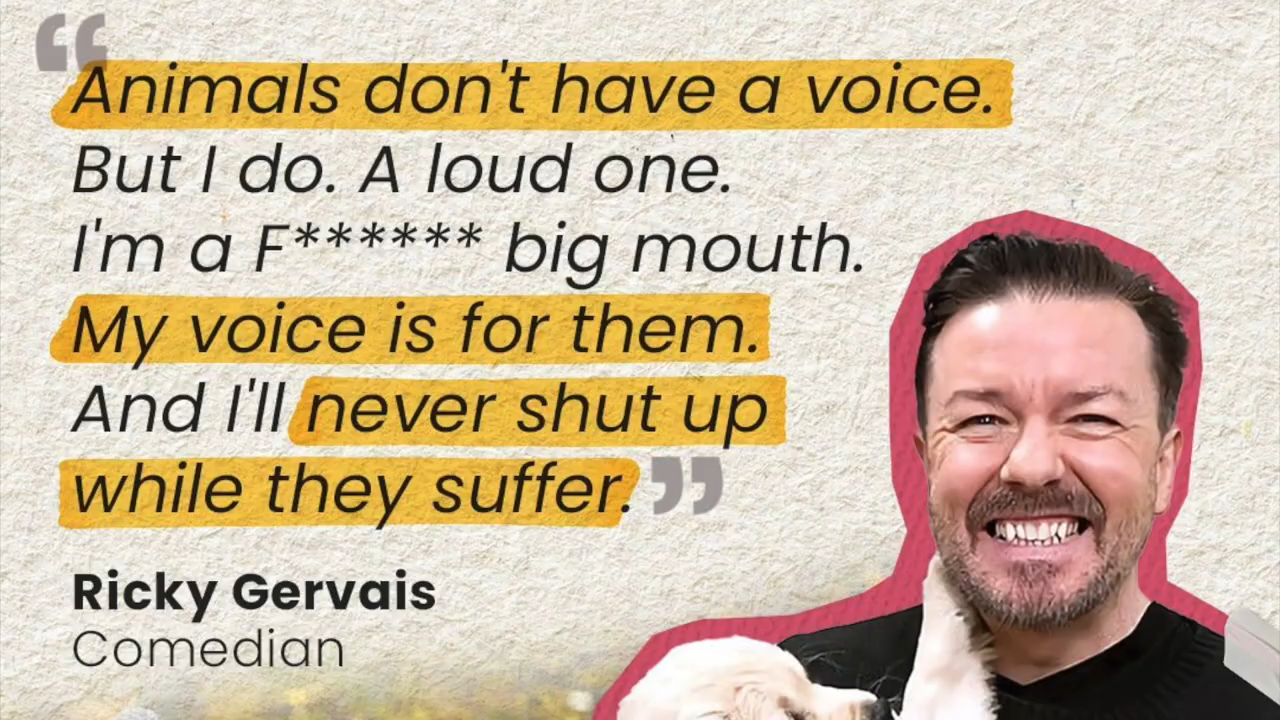 “Animals don't have a voice.
But I do. A loud one.
I'm a F****** big mouth.
My voice is for them.
And I'll never shut up
while they suffer.”
Ricky Gervais
Comedian